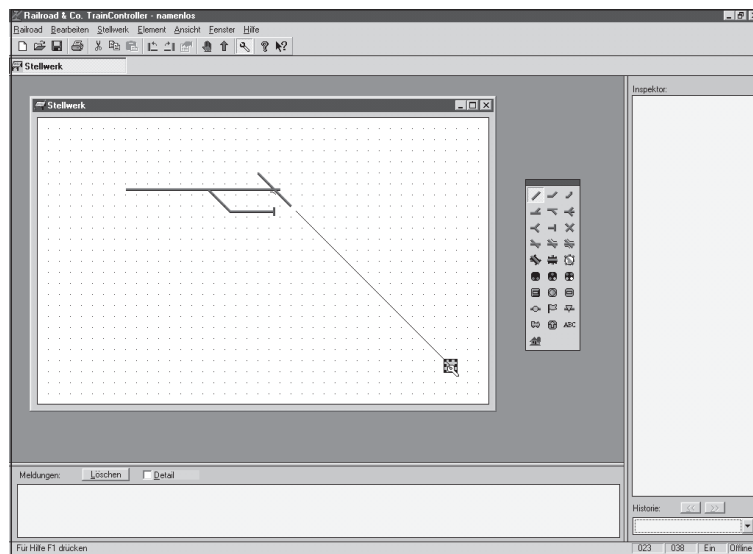 Railroad & Co. TrainController - namenlos
Railroad Bearbeiten Stellwerk Element Ansicht Fenster Hilfe
Stellwerk
Inspektor:
Stellwerk
ABC
Meldungen: Löschen Detail
Historie: << >>
Für Hilfe F1 drücken 023 038 Ein Offline